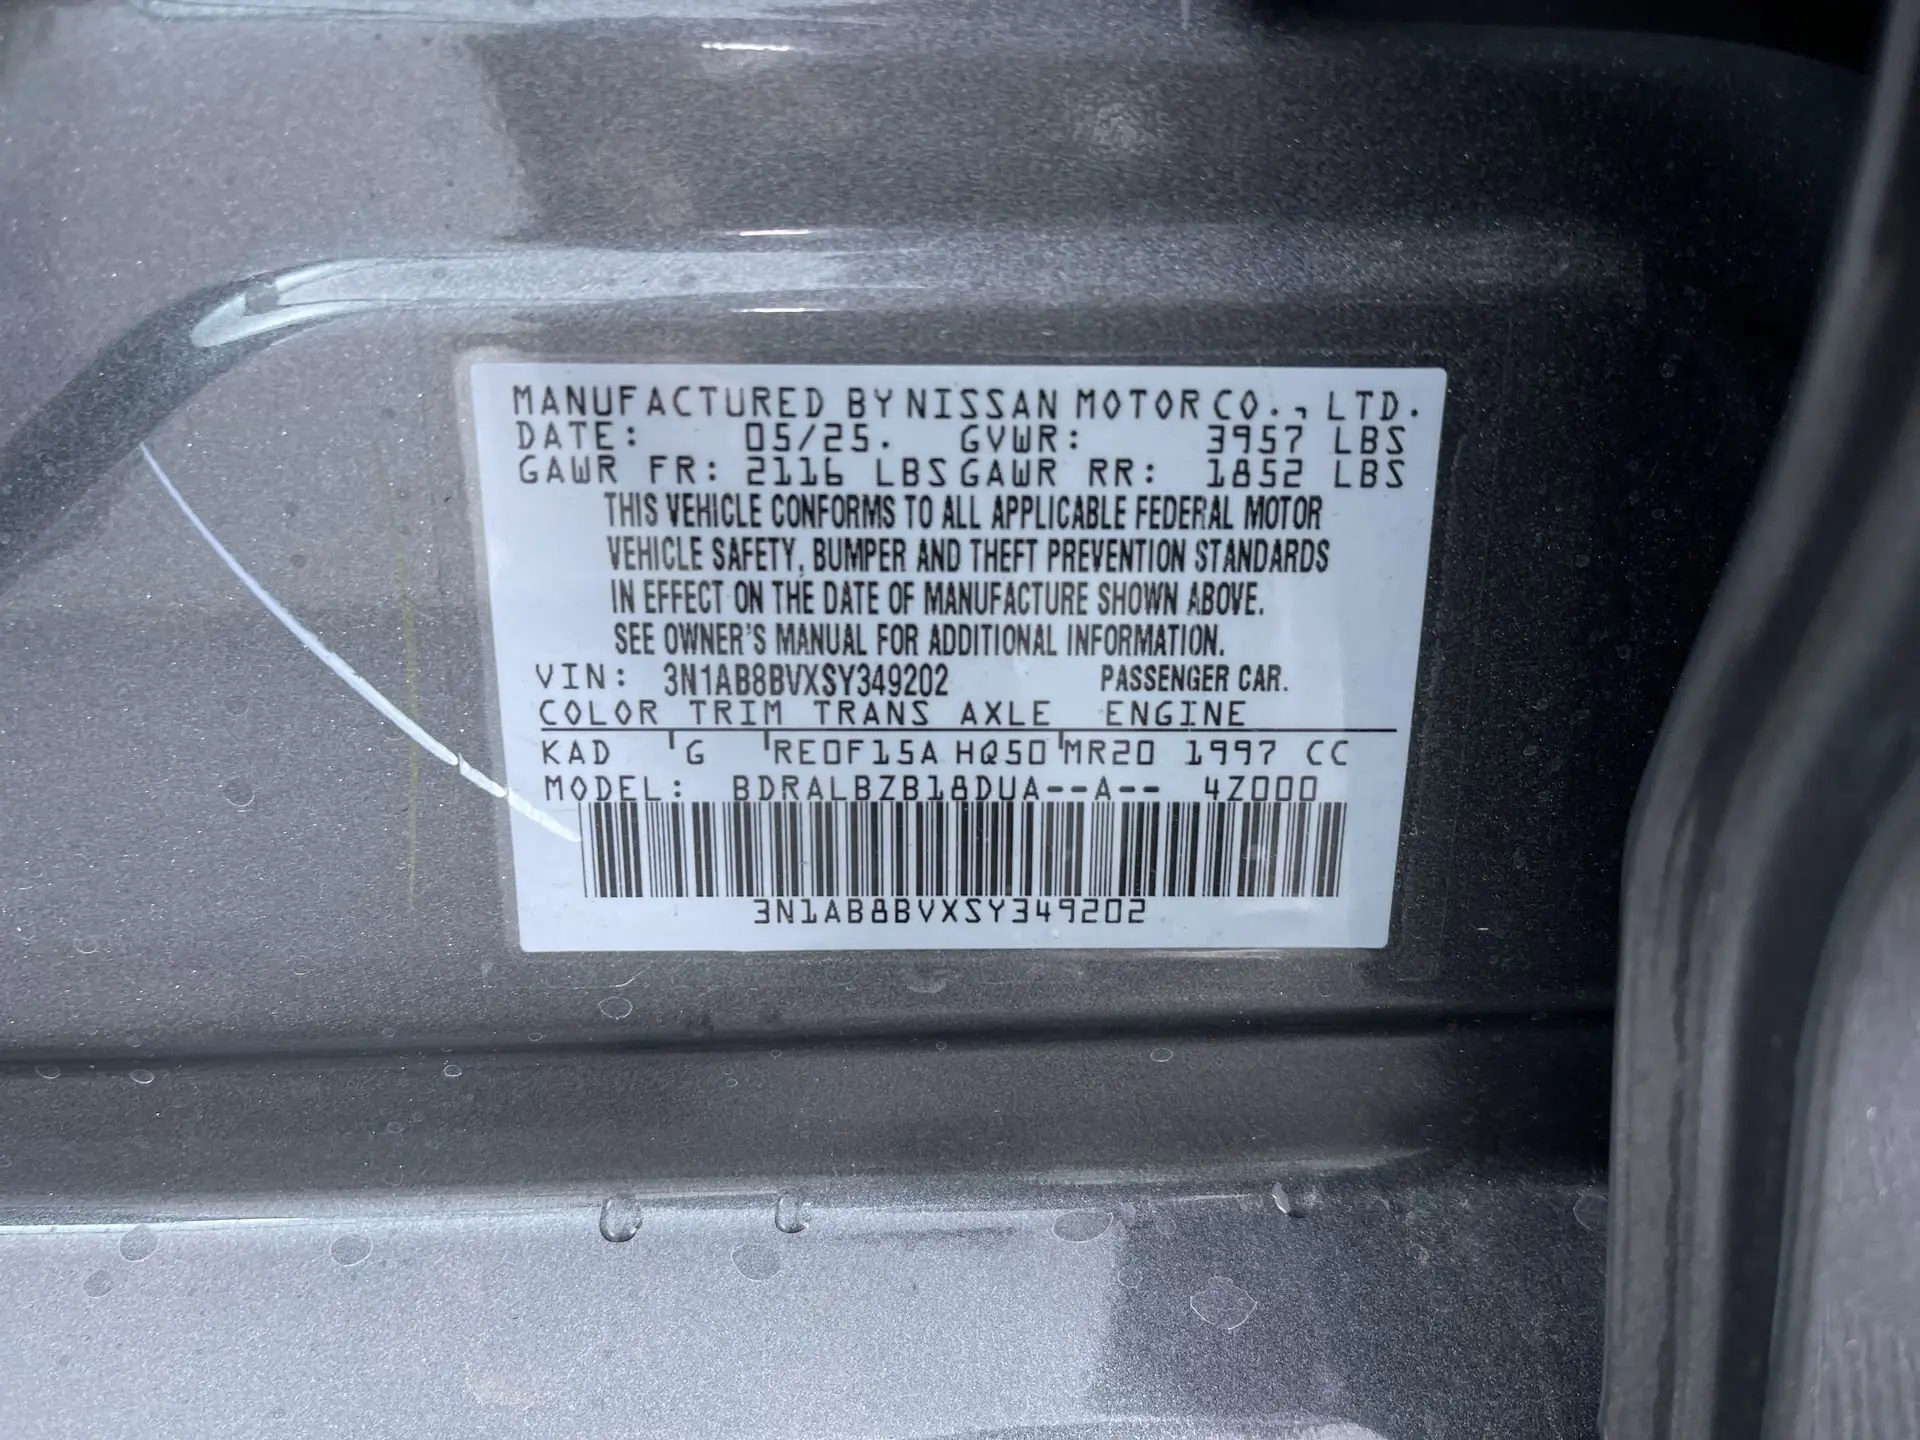 MANUFACTURED BY NISSAN MOTOR CO., LTD.
DATE: 05/25. GVWR: 3957 LBS
GAWR FR: 2116 LBS GAWR RR: 1852 LBS
THIS VEHICLE CONFORMS TO ALL APPLICABLE FEDERAL MOTOR
VEHICLE SAFETY, BUMPER AND THEFT PREVENTION STANDARDS
IN EFFECT ON THE DATE OF MANUFACTURE SHOWN ABOVE.
SEE OWNER'S MANUAL FOR ADDITIONAL INFORMATION.
VIN: 3N1AB8BVXSY349202 PASSENGER CAR.
COLOR TRIM TRANS AXLE ENGINE
KAD G RE0F15A HQ50 MR20 1997 CC
MODEL: BDRALBZB18DUA--A-- 4Z000
3N1AB8BVXSY349202